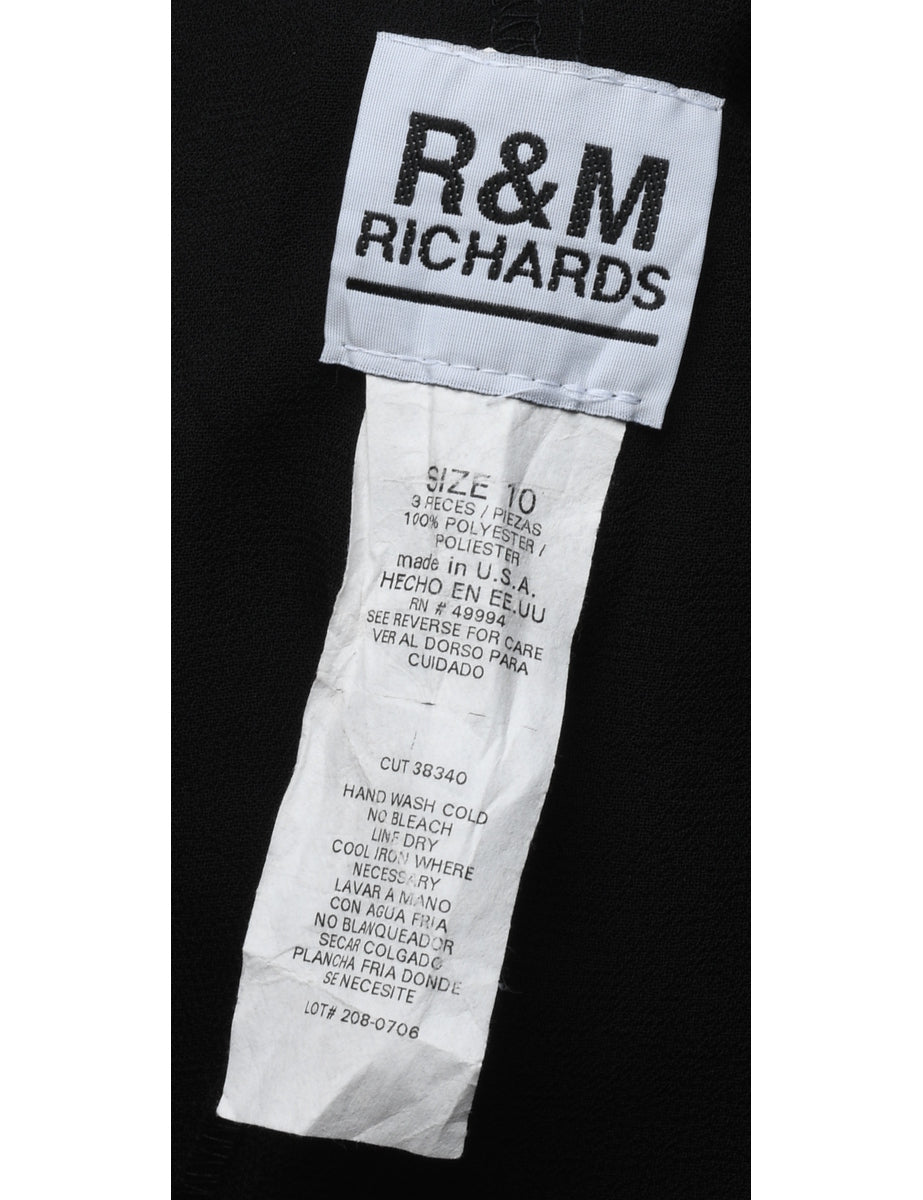 R&M
RICHARDS
SIZE 10
3 PIECES / PIEZAS
100% POLYESTER /
POLIESTER
made in U.S.A.
HECHO EN EE.UU
RN # 49994
SEE REVERSE FOR CARE
VER AL DORSO PARA
CUIDADO
CUT 38340
HAND WASH COLD
NO BLEACH
LINE DRY
COOL IRON WHERE
NECESSARY
LAVAR A MANO
CON AGUA FRIA
NO BLANQUEADOR
SECAR COLGADO
PLANCHA FRIA DONDE
SE NECESITE
LOT# 208-0706